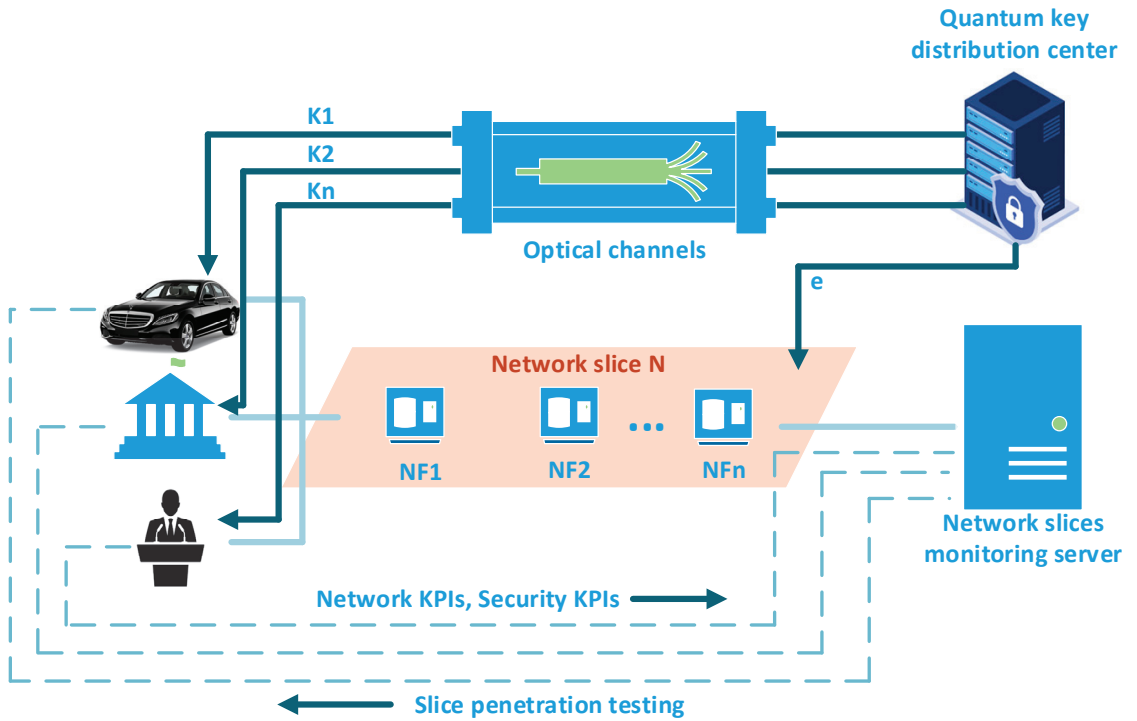 Quantum key
distribution center
K1
K2
Kn
Optical channels
e
Network slice N
NF1
NF2
...
NFn
Network slices
monitoring server
Network KPIs, Security KPIs
Slice penetration testing